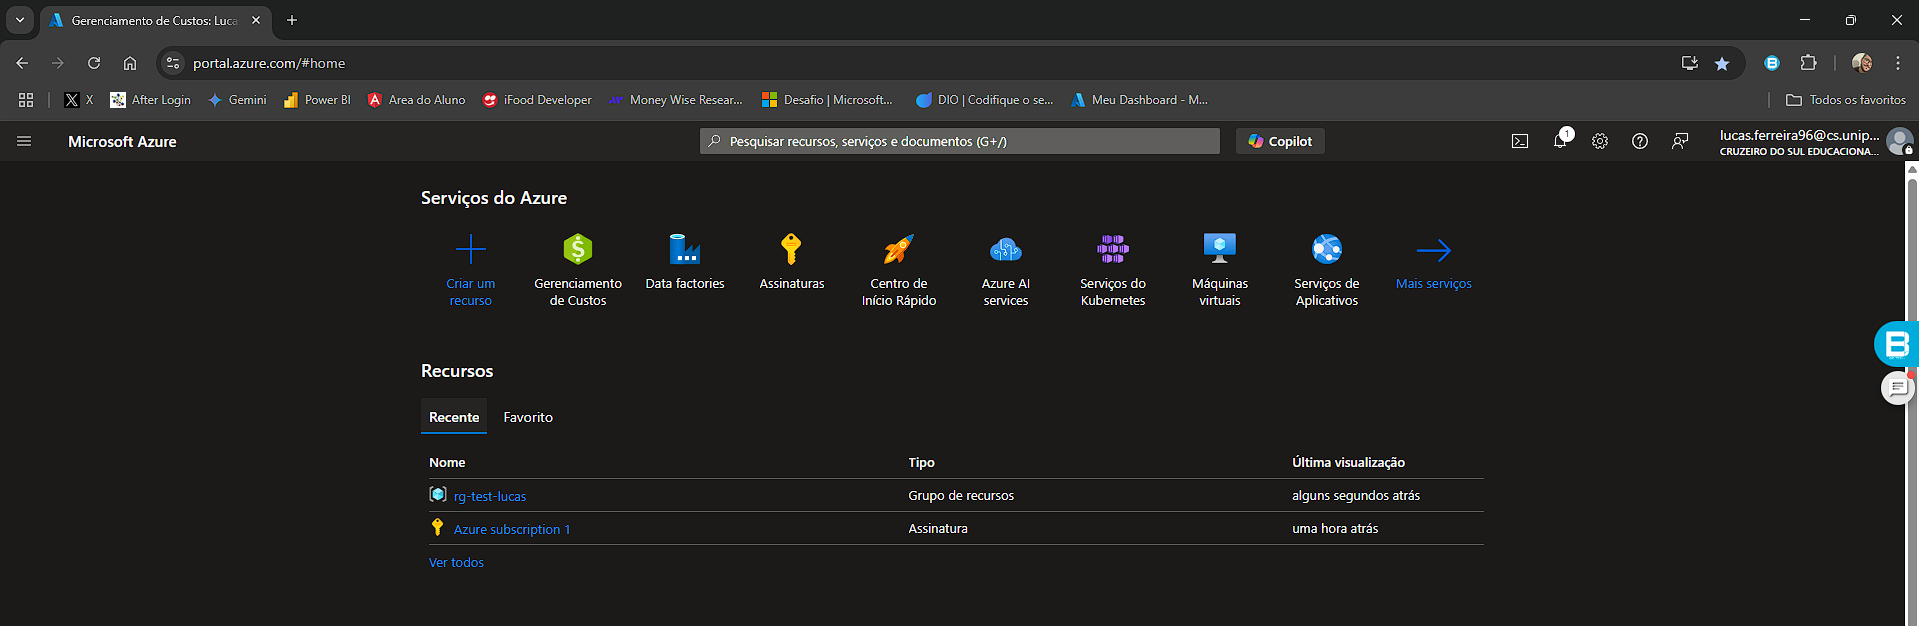 Gerenciamento de Custos: Luca
portal.azure.com/#home
X After Login Gemini Power BI Area do Aluno iFood Developer Money Wise Resear... Desafio | Microsoft... DIO | Codifique o se... Meu Dashboard - M... Todos os favoritos
Microsoft Azure
Pesquisar recursos, serviços e documentos (G+/)
Copilot
1
lucas.ferreira96@cs.unip...
CRUZEIRO DO SUL EDUCACIONA...
Serviços do Azure
Criar um
recurso
Gerenciamento
de Custos
Data factories
Assinaturas
Centro de
Início Rápido
Azure AI
services
Serviços do
Kubernetes
Máquinas
virtuais
Serviços de
Aplicativos
Mais serviços
Recursos
Recente Favorito
Nome Tipo Última visualização
rg-test-lucas Grupo de recursos alguns segundos atrás
Azure subscription 1 Assinatura uma hora atrás
Ver todos